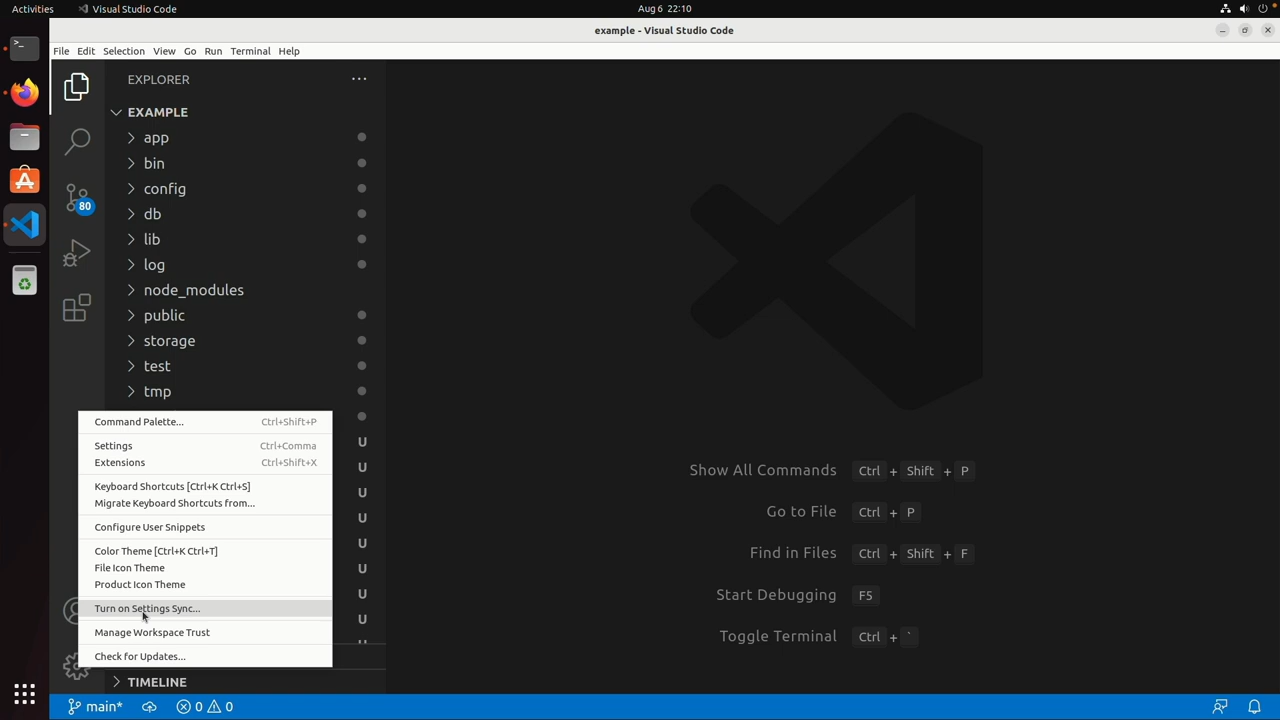 Activities Visual Studio Code Aug 6 22:10
example - Visual Studio Code
File Edit Selection View Go Run Terminal Help
EXPLORER
EXAMPLE
app
bin
config
80
db
lib
log
node_modules
public
storage
test
tmp
U
U
U
U
U
U
U
U
Command Palette... Ctrl+Shift+P
Settings Ctrl+Comma
Extensions Ctrl+Shift+X
Keyboard Shortcuts [Ctrl+K Ctrl+S]
Migrate Keyboard Shortcuts from...
Configure User Snippets
Color Theme [Ctrl+K Ctrl+T]
File Icon Theme
Product Icon Theme
Turn on Settings Sync...
Manage Workspace Trust
Check for Updates...
TIMELINE
Show All Commands Ctrl + Shift + P
Go to File Ctrl + P
Find in Files Ctrl + Shift + F
Start Debugging F5
Toggle Terminal Ctrl + `
main* 0 0